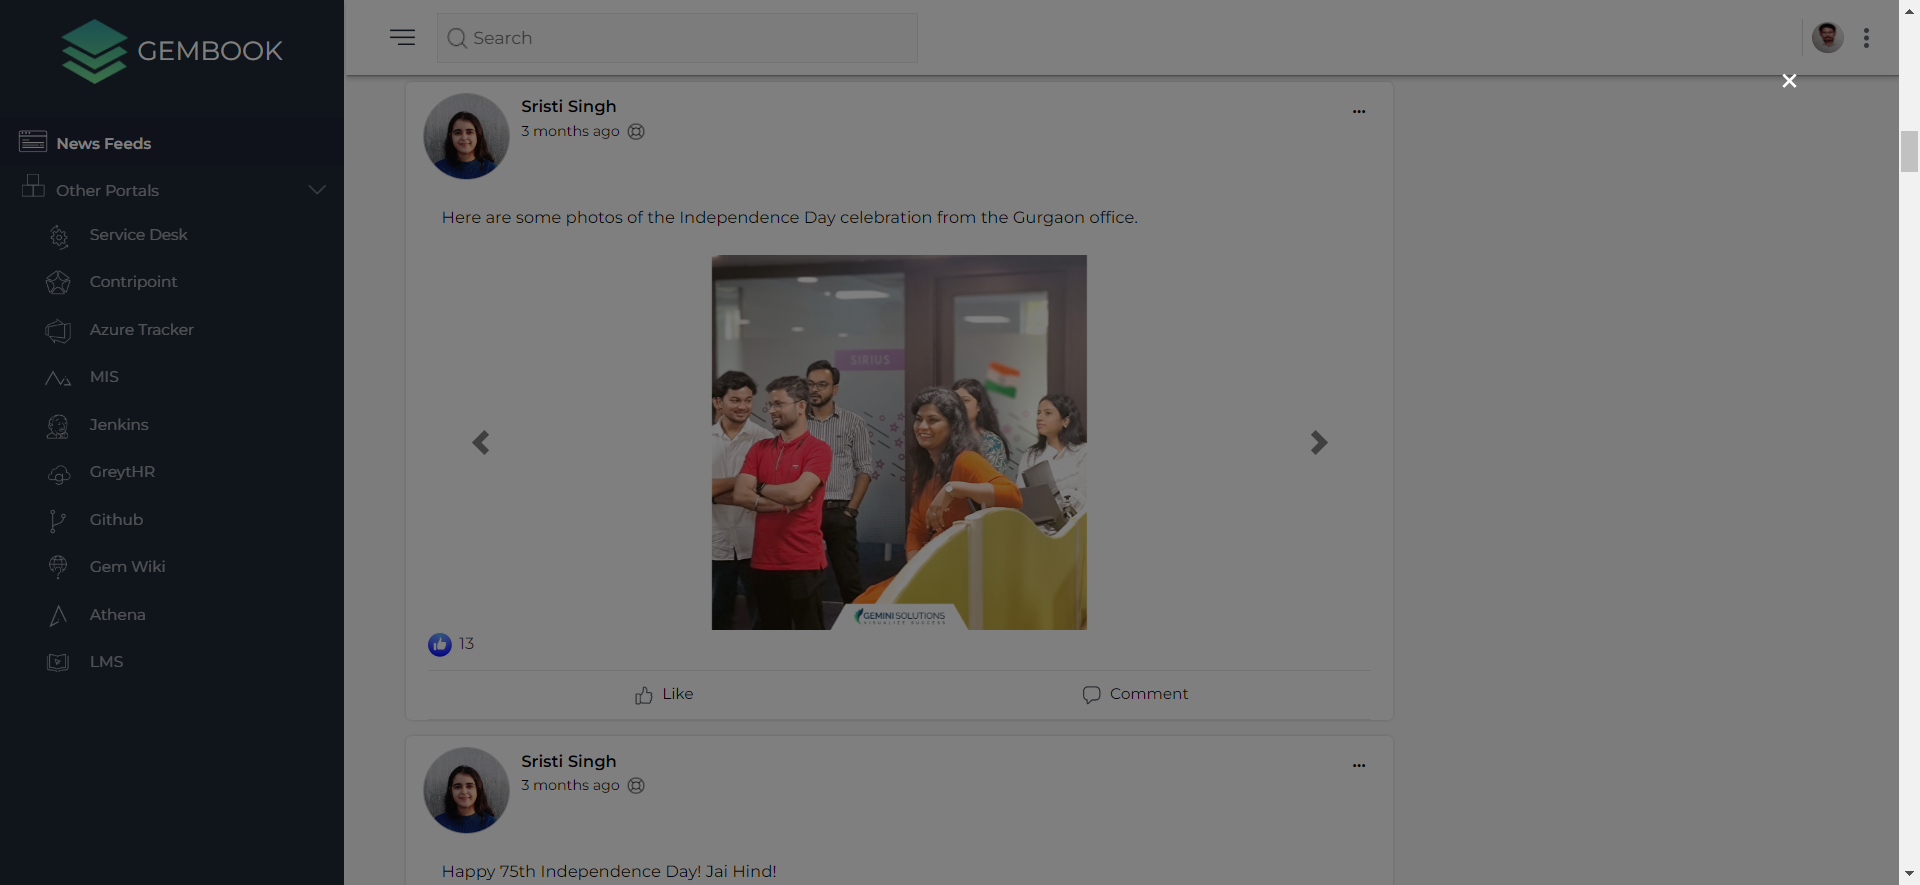 GEMBOOK
Search
News Feeds
Other Portals
Service Desk
Contripoint
Azure Tracker
MIS
Jenkins
GreytHR
Github
Gem Wiki
Athena
LMS
Sristi Singh
3 months ago
...
Here are some photos of the Independence Day celebration from the Gurgaon office.
SIRIUS
GEMINI SOLUTIONS
VISUALIZE SUCCESS
13
Like
Comment
Sristi Singh
3 months ago
...
Happy 75th Independence Day! Jai Hind!